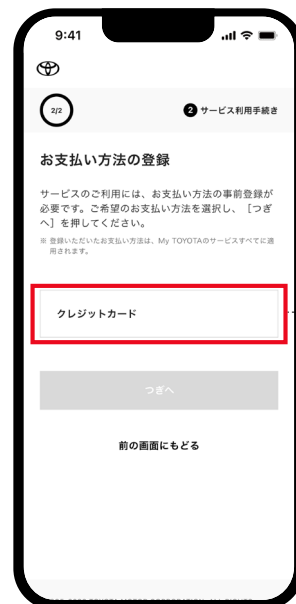 9:41
2/2
2 サービス利用手続き
お支払い方法の登録
サービスのご利用には、お支払い方法の事前登録が
必要です。ご希望のお支払い方法を選択し、［つぎ
へ］を押してください。
※ 登録いただいたお支払い方法は、My TOYOTAのサービスすべてに適
用されます。
クレジットカード
つぎへ
前の画面にもどる